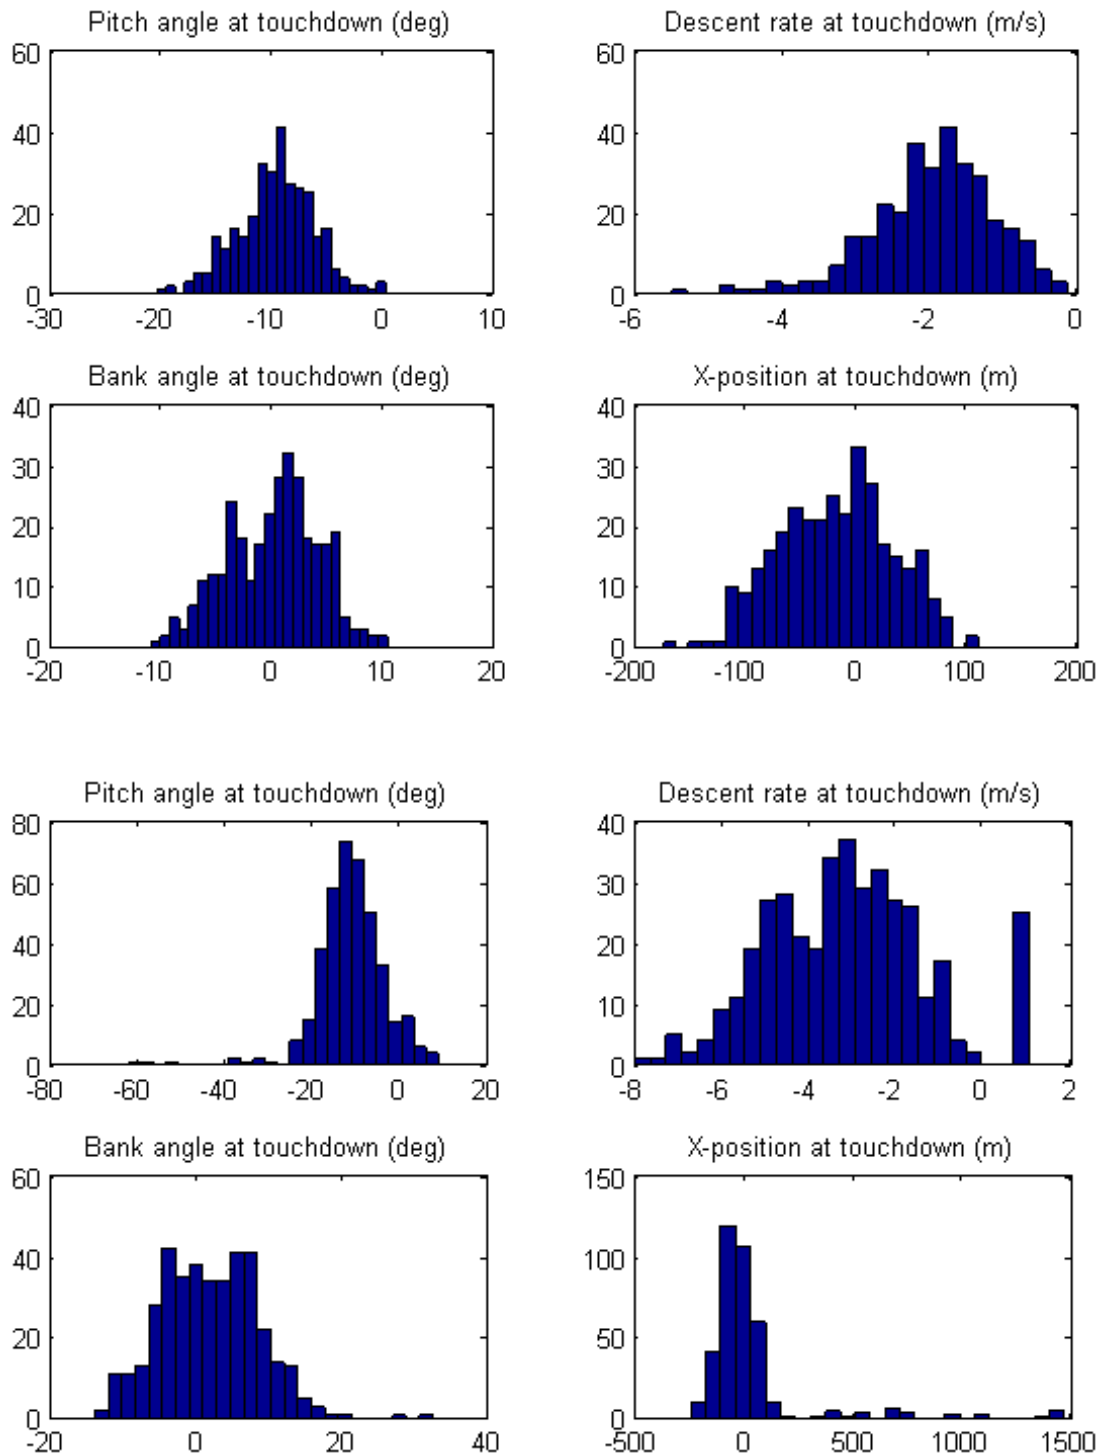 Pitch angle at touchdown (deg)
60
40
20
0
-30 -20 -10 0 10
Descent rate at touchdown (m/s)
60
40
20
0
-6 -4 -2 0
Bank angle at touchdown (deg)
40
30
20
10
0
-20 -10 0 10 20
X-position at touchdown (m)
40
30
20
10
0
-200 -100 0 100 200
Pitch angle at touchdown (deg)
80
60
40
20
0
-80 -60 -40 -20 0 20
Descent rate at touchdown (m/s)
40
30
20
10
0
-8 -6 -4 -2 0 2
Bank angle at touchdown (deg)
60
40
20
0
-20 0 20 40
X-position at touchdown (m)
150
100
50
0
-500 0 500 1000 1500